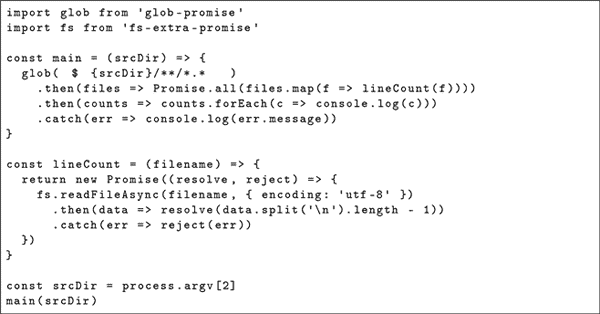 import glob from 'glob-promise'
import fs from 'fs-extra-promise'

const main = (srcDir) => {
  glob( $ {srcDir}/**/*.* )
    .then(files => Promise.all(files.map(f => lineCount(f))))
    .then(counts => counts.forEach(c => console.log(c)))
    .catch(err => console.log(err.message))
}

const lineCount = (filename) => {
  return new Promise((resolve, reject) => {
    fs.readFileAsync(filename, { encoding: 'utf-8' })
      .then(data => resolve(data.split('\n').length - 1))
      .catch(err => reject(err))
  })
}

const srcDir = process.argv[2]
main(srcDir)